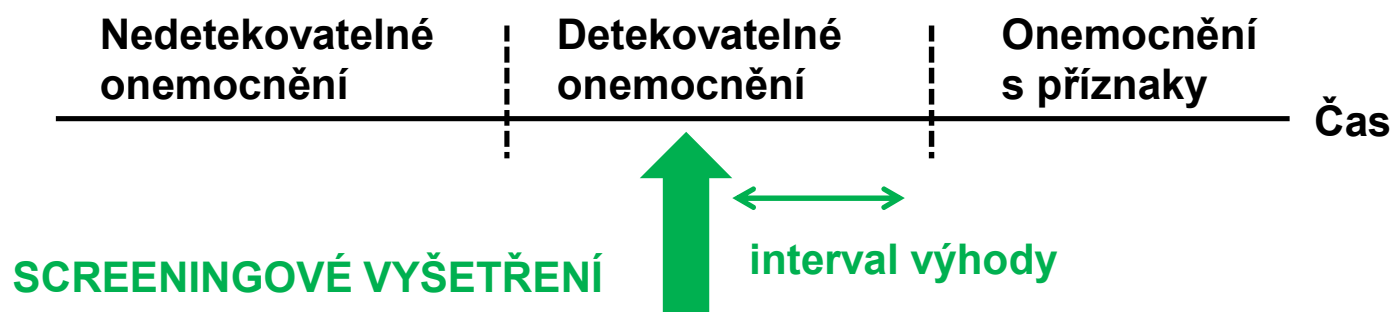 Nedetekovatelné
onemocnění
Detekovatelné
onemocnění
Onemocnění
s příznaky
Čas
SCREENINGOVÉ VYŠETŘENÍ
interval výhody